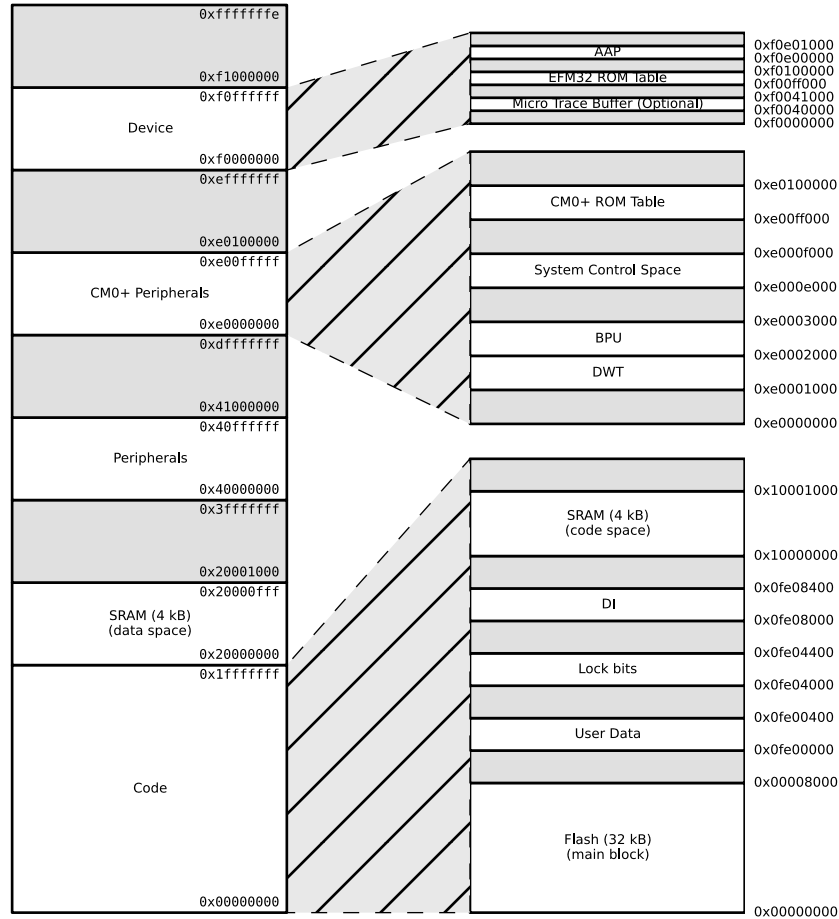 0xfffffffe
0xf1000000
0xf0ffffff
Device
0xf0000000
0xefffffff
0xe0100000
0xe00fffff
CM0+ Peripherals
0xe0000000
0xdfffffff
0x41000000
0x40ffffff
Peripherals
0x40000000
0x3fffffff
0x20001000
0x20000fff
SRAM (4 kB)
(data space)
0x20000000
0x1fffffff
Code
0x00000000
0xf0e01000
AAP
0xf0e00000
0xf0100000
EFM32 ROM Table
0xf00ff000
0xf0041000
Micro Trace Buffer (Optional)
0xf0040000
0xf0000000
0xe0100000
CM0+ ROM Table
0xe00ff000
0xe000f000
System Control Space
0xe000e000
0xe0003000
BPU
0xe0002000
DWT
0xe0001000
0xe0000000
0x10001000
SRAM (4 kB)
(code space)
0x10000000
0x0fe08400
DI
0x0fe08000
0x0fe04400
Lock bits
0x0fe04000
0x0fe00400
User Data
0x0fe00000
0x00008000
Flash (32 kB)
(main block)
0x00000000